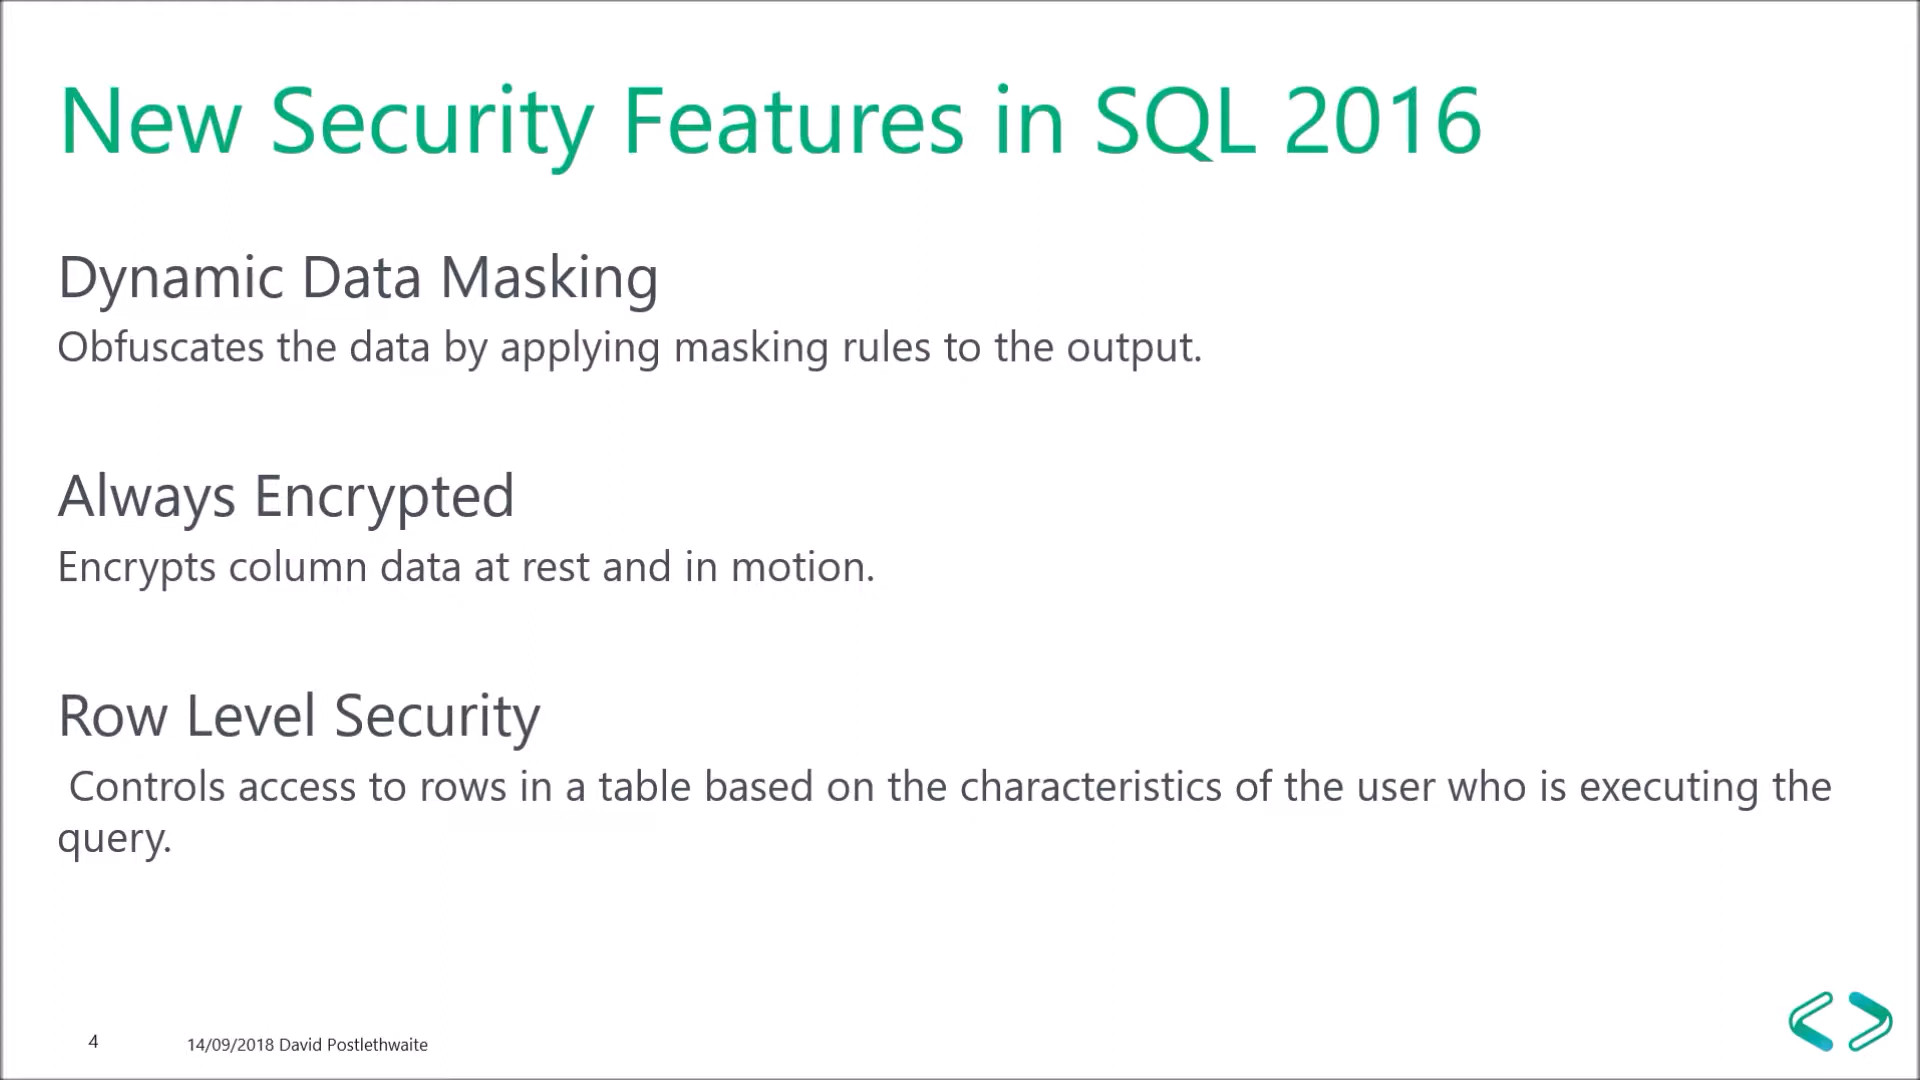 New Security Features in SQL 2016
Dynamic Data Masking
Obfuscates the data by applying masking rules to the output.
Always Encrypted
Encrypts column data at rest and in motion.
Row Level Security
Controls access to rows in a table based on the characteristics of the user who is executing the
query.
4
14/09/2018 David Postlethwaite